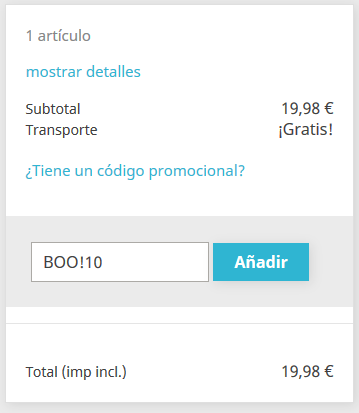 1 artículo
mostrar detalles
Subtotal 19,98 €
Transporte ¡Gratis!
¿Tiene un código promocional?
BOO!10 Añadir
Total (imp incl.) 19,98 €